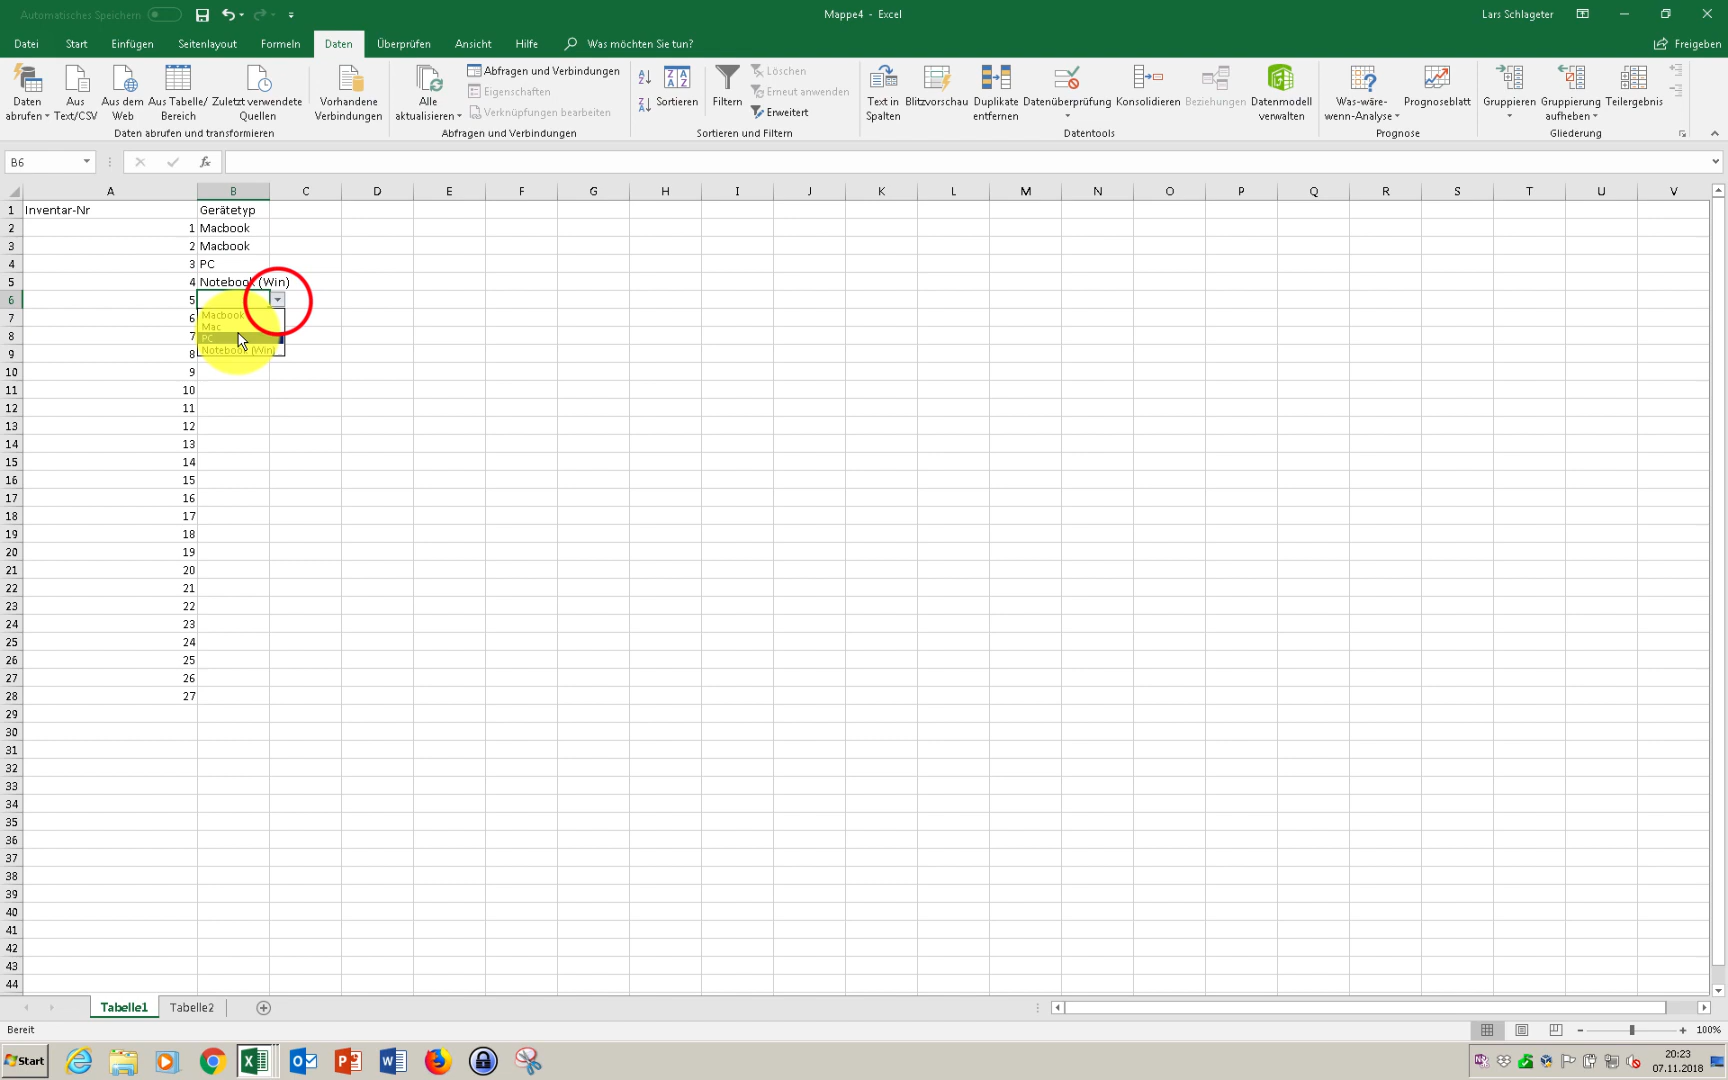 Automatisches Speichern
Mappe4 - Excel
Lars Schlageter
Datei Start Einfügen Seitenlayout Formeln Daten Überprüfen Ansicht Hilfe Was möchten Sie tun? Freigeben
Daten abrufen
Aus Text/CSV
Aus dem Web
Aus Tabelle/ Bereich
Zuletzt verwendete Quellen
Vorhandene Verbindungen
Daten abrufen und transformieren
Alle aktualisieren
Abfragen und Verbindungen
Eigenschaften
Verknüpfungen bearbeiten
Abfragen und Verbindungen
Sortieren
Filtern
Löschen
Erneut anwenden
Erweitert
Sortieren und Filtern
Text in Spalten
Blitzvorschau
Duplikate entfernen
Datenüberprüfung
Konsolidieren
Beziehungen
Datenmodell verwalten
Datentools
Was-wäre-wenn-Analyse
Prognoseblatt
Prognose
Gruppieren
Gruppierung aufheben
Teilergebnis
Gliederung
B6 fx
A B C D E F G H I J K L M N O P Q R S T U V
1 Inventar-Nr Gerätetyp
2 1 Macbook
3 2 Macbook
4 3 PC
5 4 Notebook (Win)
6 5
7 6 Macbook
Mac
8 7 PC
9 8 Notebook (Win)
10 9
11 10
12 11
13 12
14 13
15 14
16 15
17 16
18 17
19 18
20 19
21 20
22 21
23 22
24 23
25 24
26 25
27 26
28 27
29
30
31
32
33
34
35
36
37
38
39
40
41
42
43
44
Tabelle1 Tabelle2
Bereit
100%
Start
20:23
07.11.2018